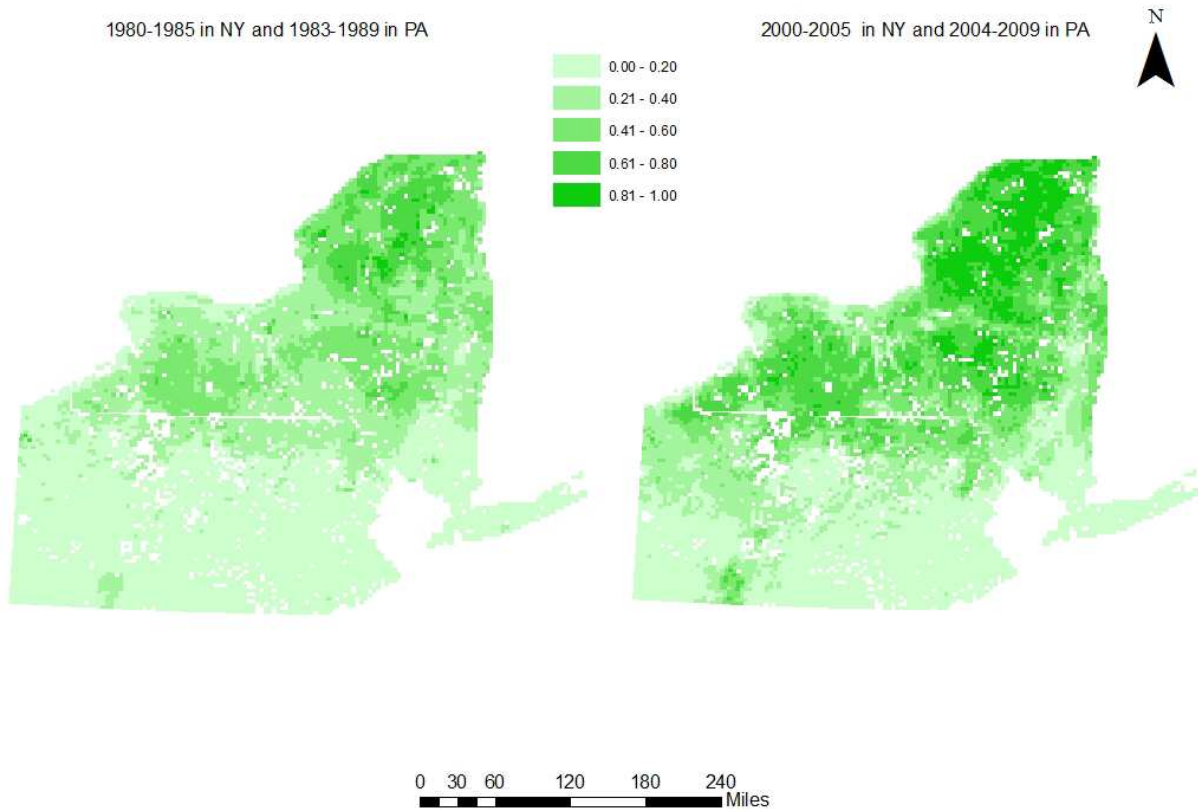 1980-1985 in NY and 1983-1989 in PA
2000-2005 in NY and 2004-2009 in PA
N
0.00 - 0.20
0.21 - 0.40
0.41 - 0.60
0.61 - 0.80
0.81 - 1.00
0 30 60 120 180 240
Miles